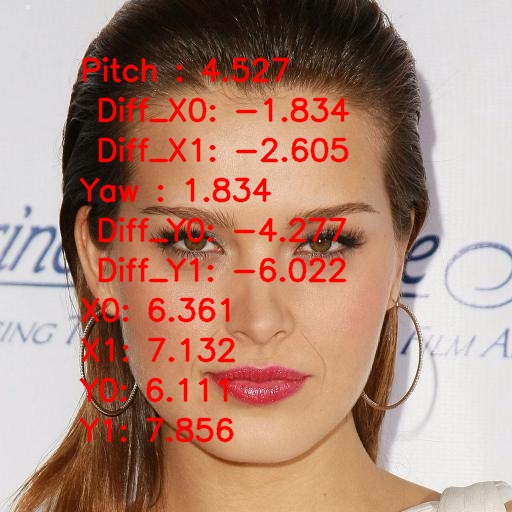 Pitch : 4.527
Diff_X0: -1.834
Diff_X1: -2.605
Yaw : 1.834
Diff_Y0: -4.277
Diff_Y1: -6.022
X0: 6.361
X1: 7.132
Y0: 6.111
Y1: 7.856
FILM